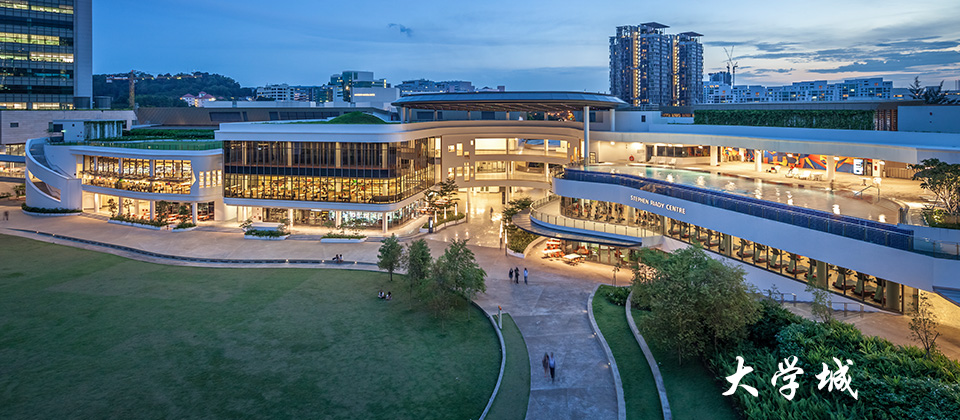 STEPHEN RIADY CENTRE
大学城